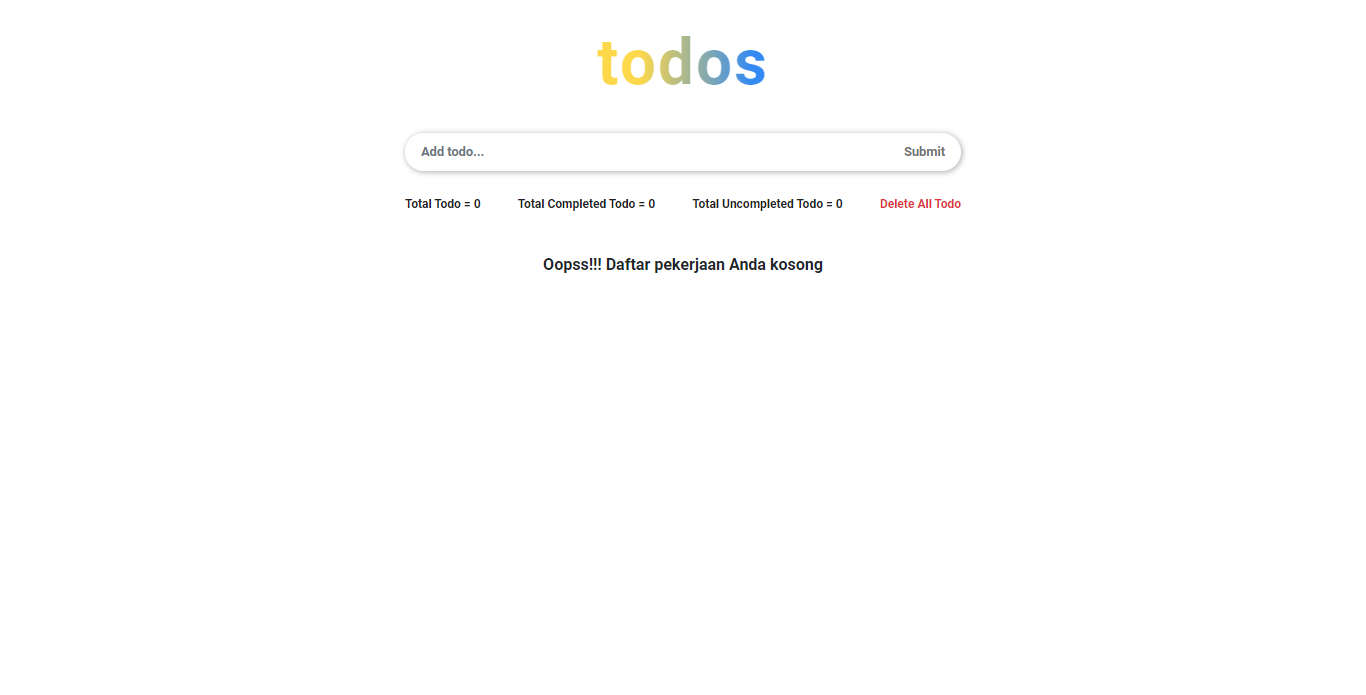 todos
Add todo... Submit
Total Todo = 0 Total Completed Todo = 0 Total Uncompleted Todo = 0 Delete All Todo
Oopss!!! Daftar pekerjaan Anda kosong